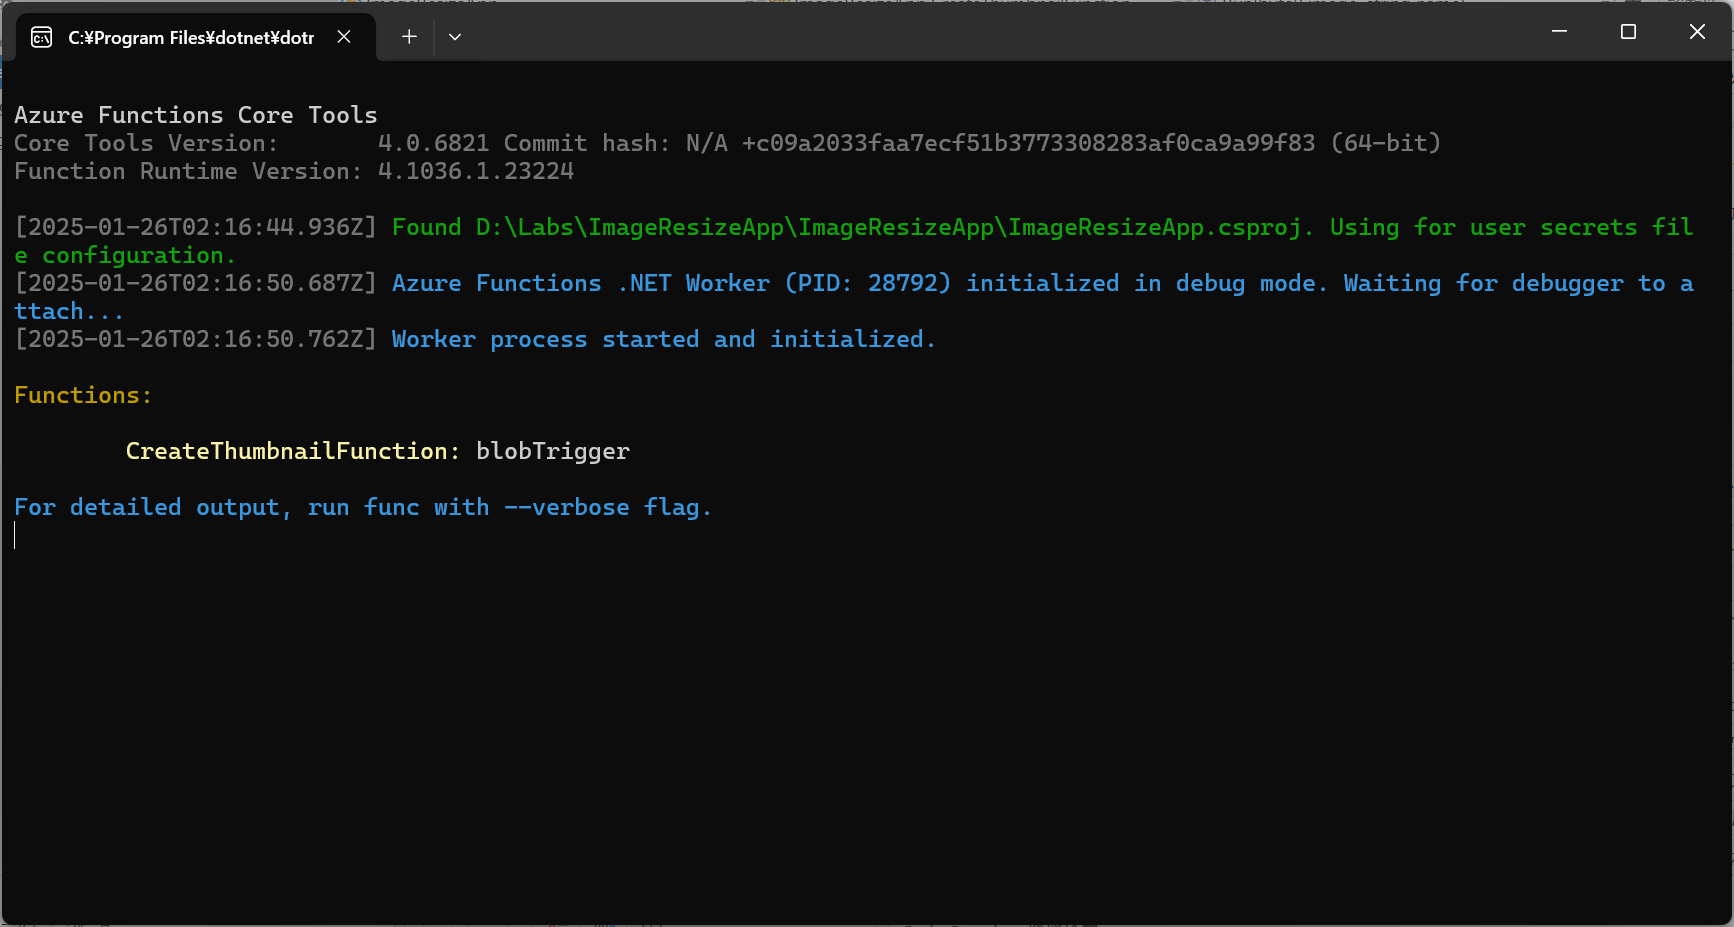 C:¥Program Files¥dotnet¥dotr
Azure Functions Core Tools
Core Tools Version:       4.0.6821 Commit hash: N/A +c09a2033faa7ecf51b3773308283af0ca9a99f83 (64-bit)
Function Runtime Version: 4.1036.1.23224
[2025-01-26T02:16:44.936Z] Found D:\Labs\ImageResizeApp\ImageResizeApp\ImageResizeApp.csproj. Using for user secrets fil
e configuration.
[2025-01-26T02:16:50.687Z] Azure Functions .NET Worker (PID: 28792) initialized in debug mode. Waiting for debugger to a
ttach...
[2025-01-26T02:16:50.762Z] Worker process started and initialized.
Functions:
CreateThumbnailFunction: blobTrigger
For detailed output, run func with --verbose flag.